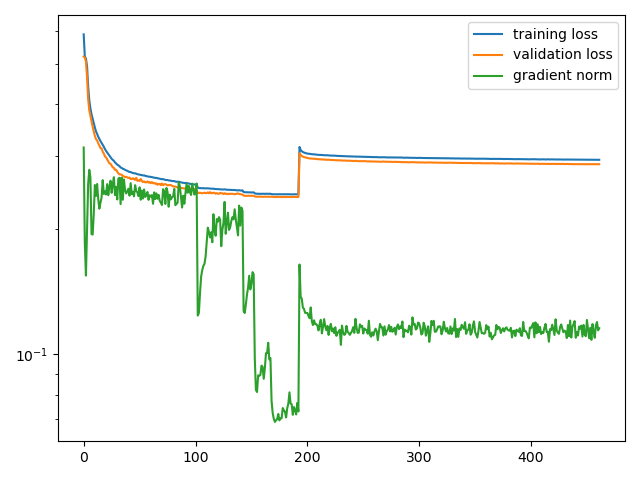 training loss
validation loss
gradient norm
10⁻¹
0 100 200 300 400